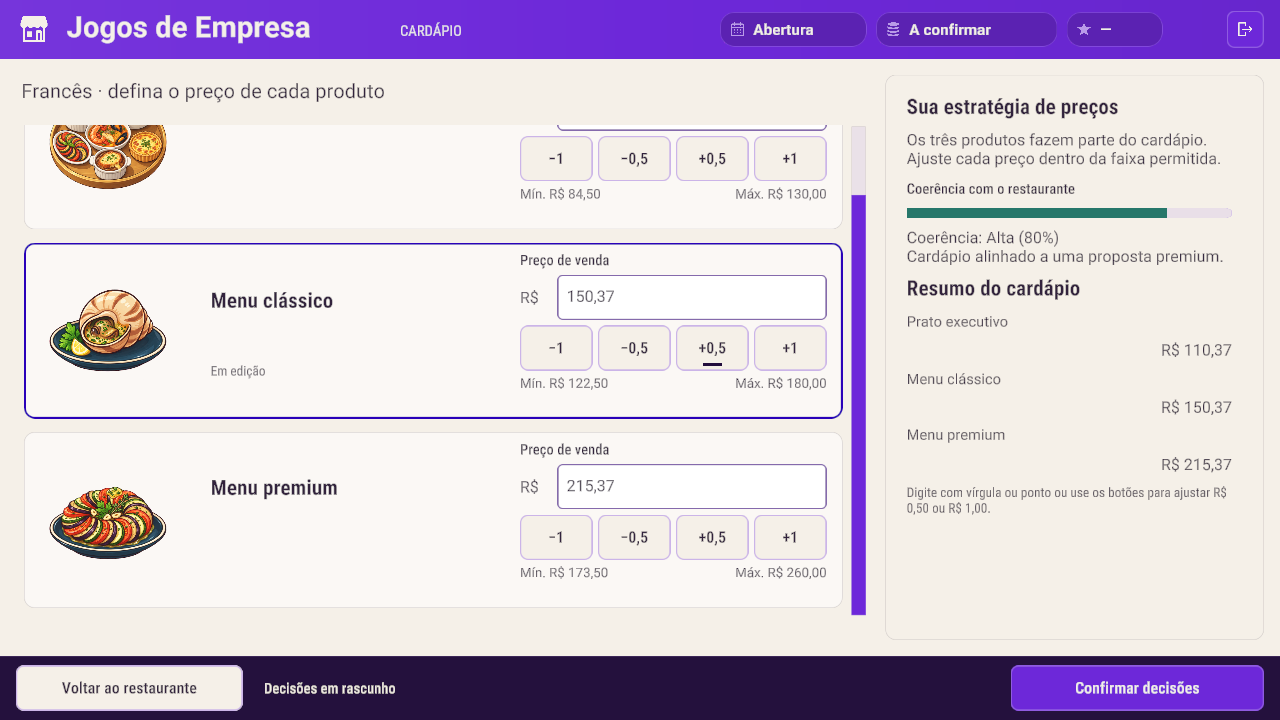 Jogos de Empresa
CARDÁPIO
Abertura
A confirmar
—
Francês · defina o preço de cada produto
−1
−0,5
+0,5
+1
Mín. R$ 84,50
Máx. R$ 130,00
Menu clássico
Em edição
Preço de venda
R$
150,37
−1
−0,5
+0,5
+1
Mín. R$ 122,50
Máx. R$ 180,00
Menu premium
Preço de venda
R$
215,37
−1
−0,5
+0,5
+1
Mín. R$ 173,50
Máx. R$ 260,00
Sua estratégia de preços
Os três produtos fazem parte do cardápio.
Ajuste cada preço dentro da faixa permitida.
Coerência com o restaurante
Coerência: Alta (80%)
Cardápio alinhado a uma proposta premium.
Resumo do cardápio
Prato executivo
R$ 110,37
Menu clássico
R$ 150,37
Menu premium
R$ 215,37
Digite com vírgula ou ponto ou use os botões para ajustar R$
0,50 ou R$ 1,00.
Voltar ao restaurante
Decisões em rascunho
Confirmar decisões